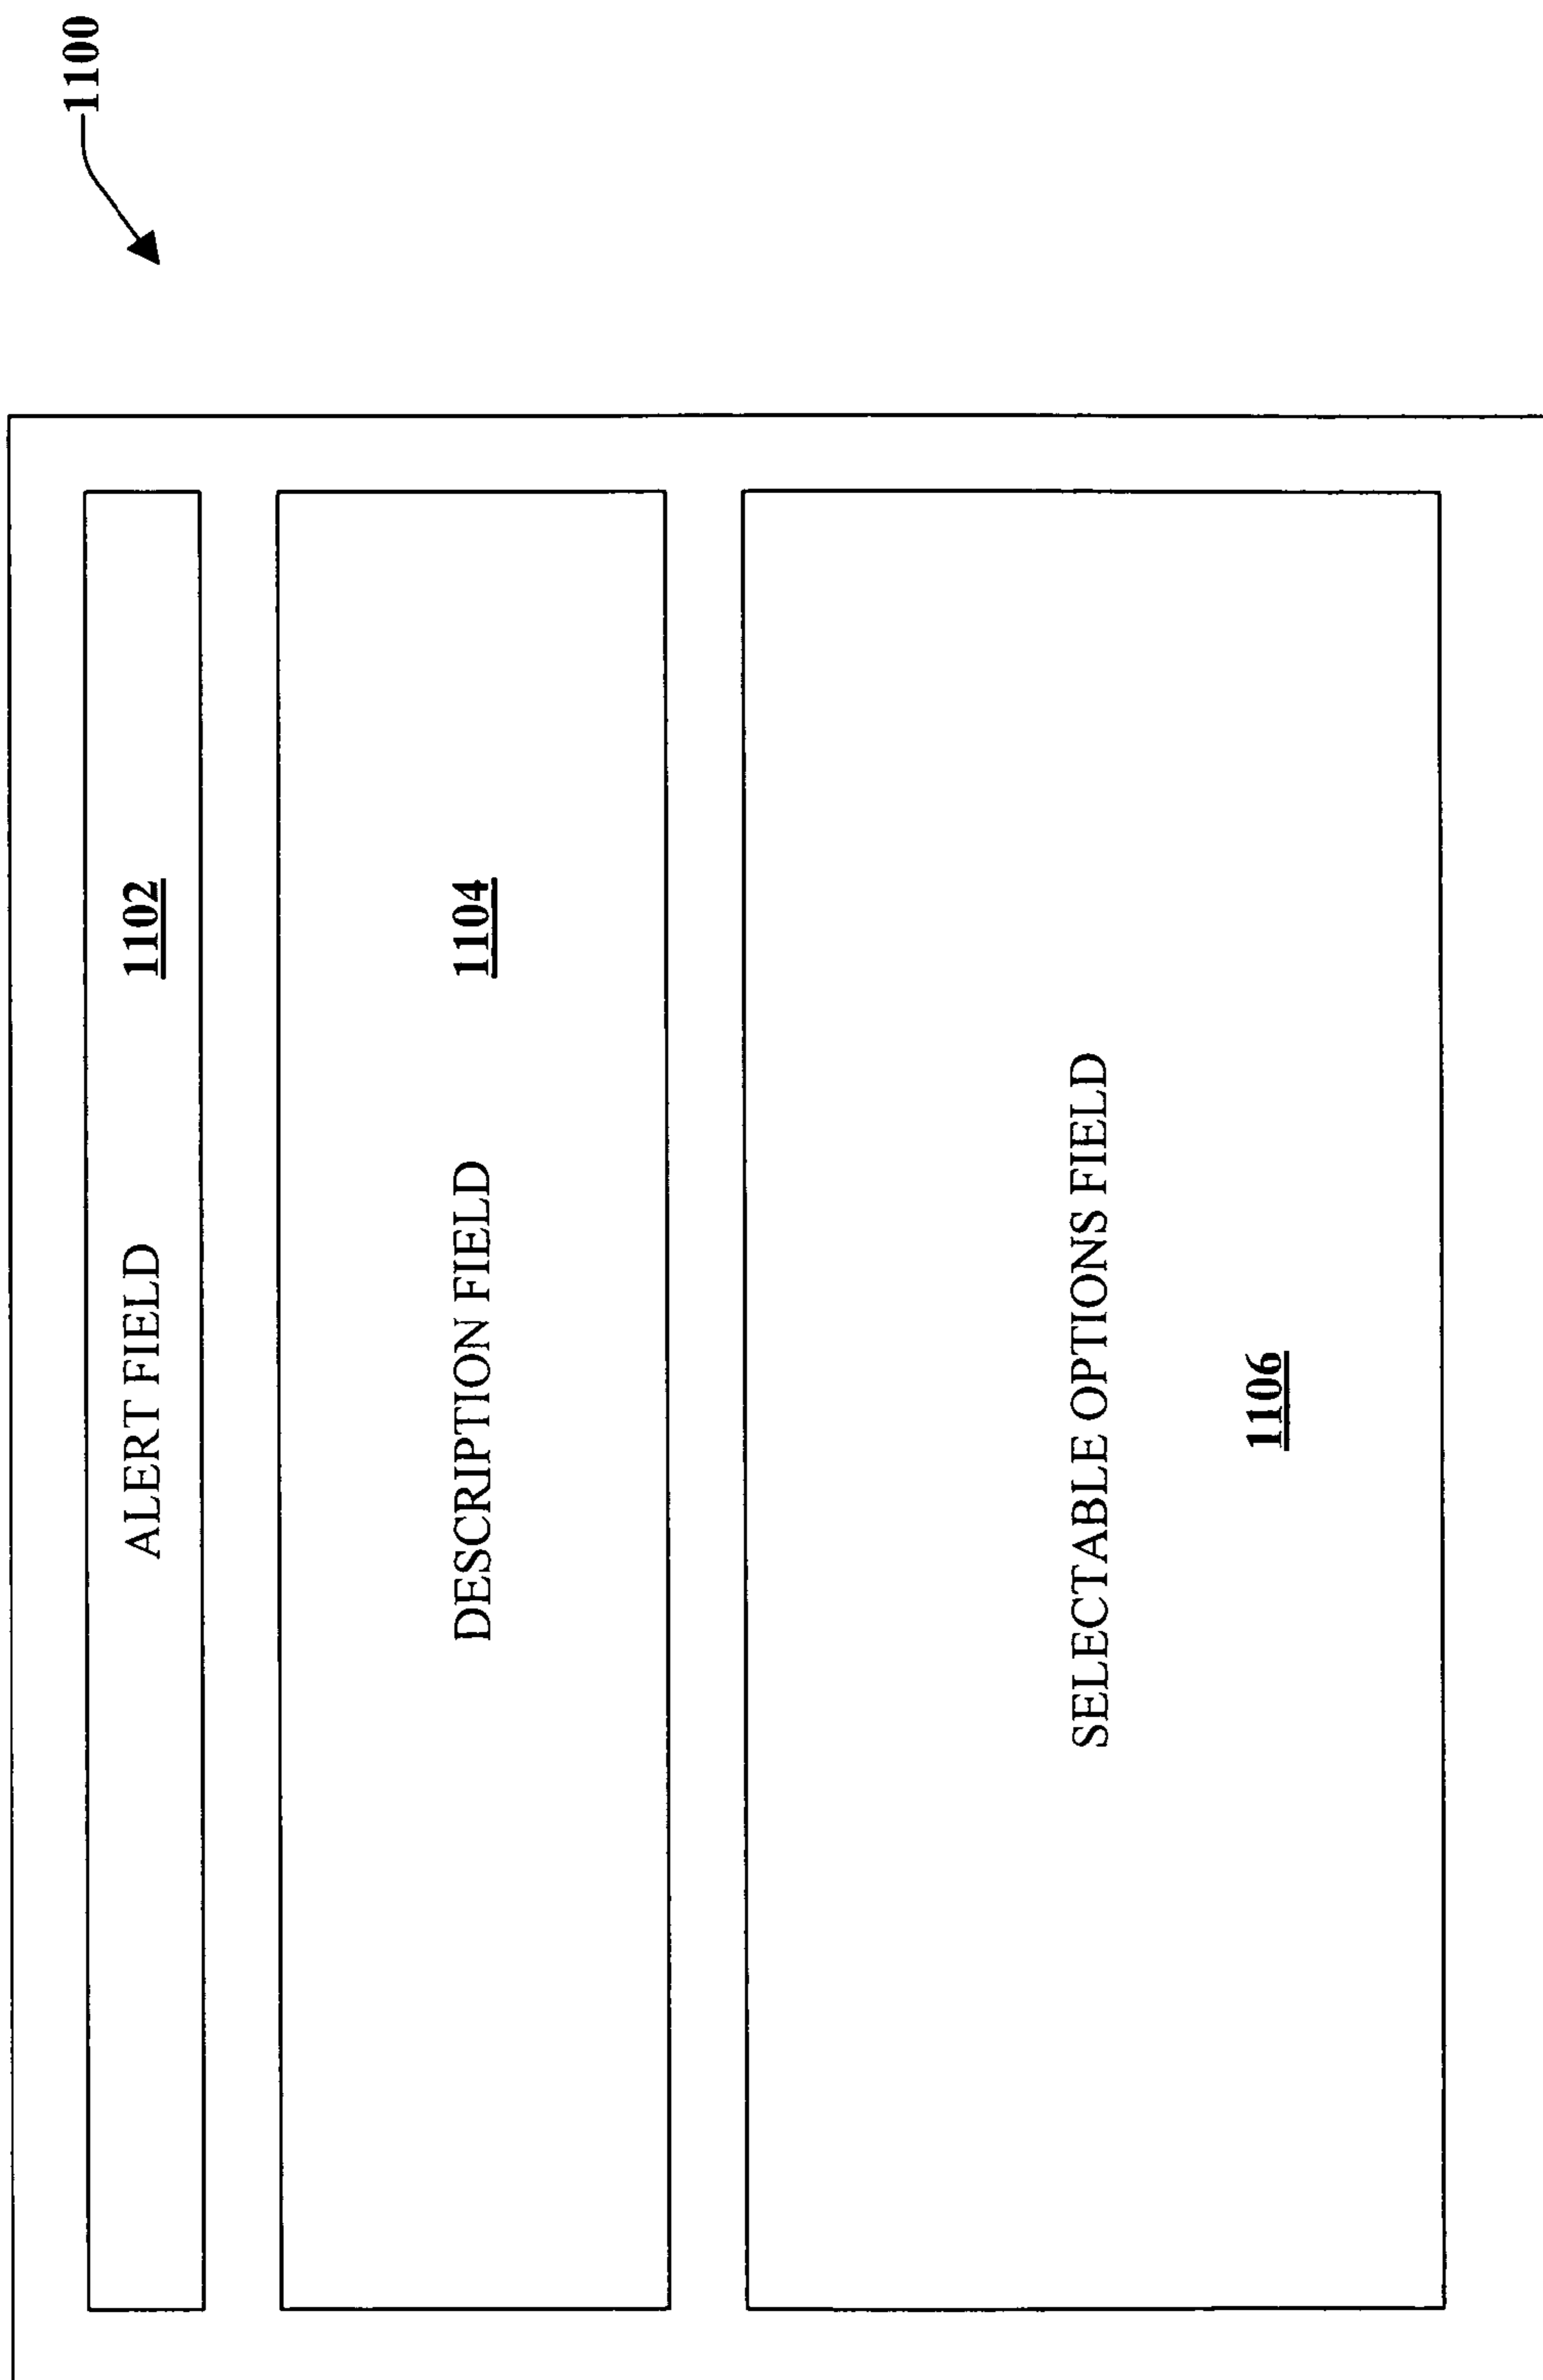 1100
ALERT FIELD 1102
DESCRIPTION FIELD 1104
SELECTABLE OPTIONS FIELD
1106